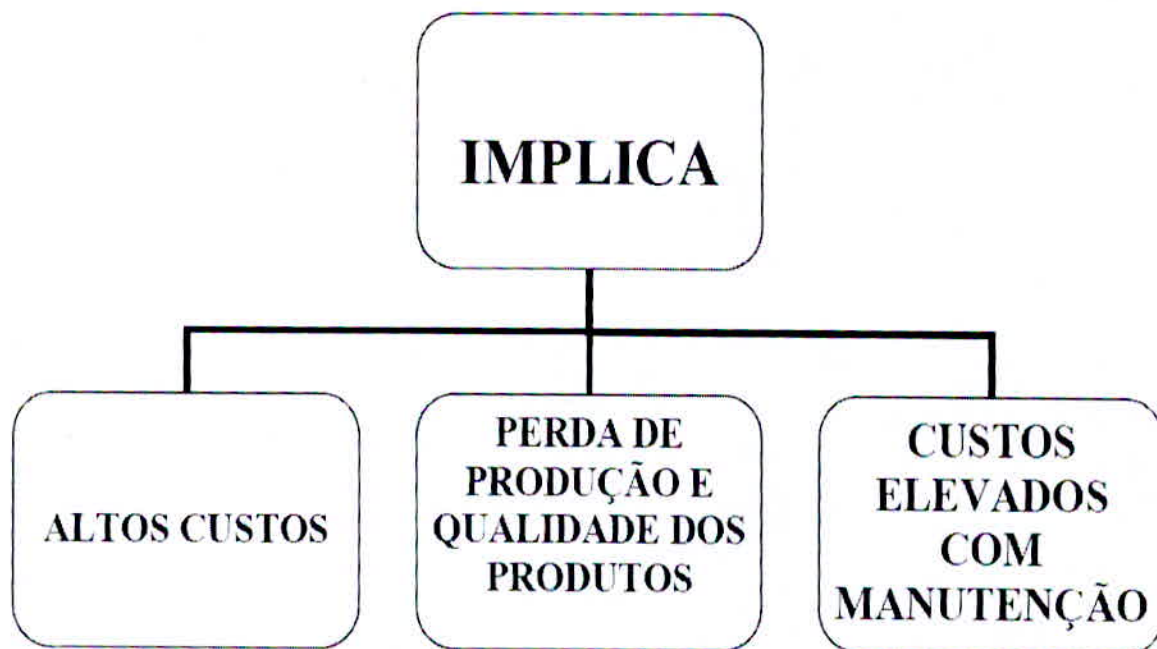 IMPLICA
ALTOS CUSTOS
PERDA DE
PRODUÇÃO E
QUALIDADE DOS
PRODUTOS
CUSTOS
ELEVADOS
COM
MANUTENÇÃO